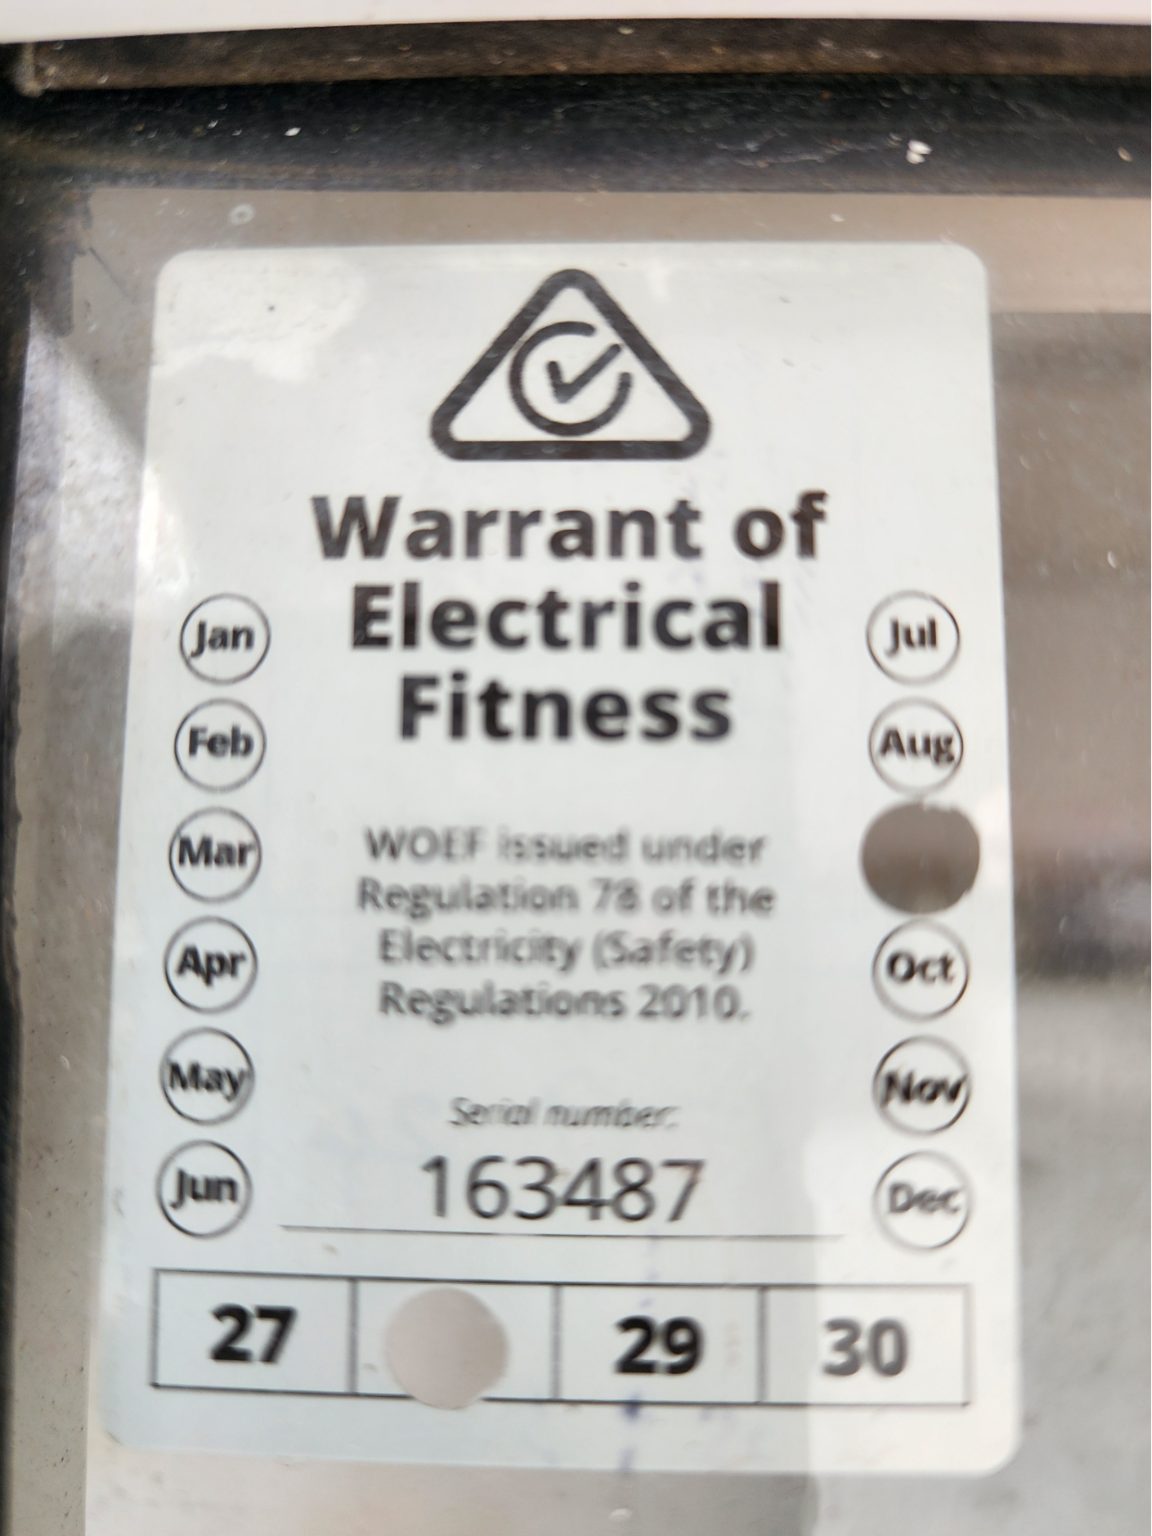 Warrant of
Electrical
Fitness
Jan
Feb
Mar
Apr
May
Jun
Jul
Aug
Oct
Nov
Dec
WOEF issued under
Regulation 78 of the
Electricity (Safety)
Regulations 2010.
Serial number:
163487
27 29 30